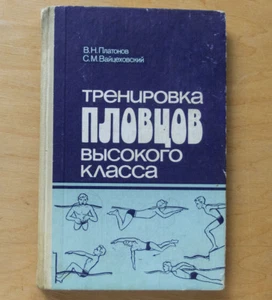 В.Н.Платонов
С.М.Вайцеховский
ТРЕНИРОВКА
ПЛОВЦОВ
ВЫСОКОГО
КЛАССА